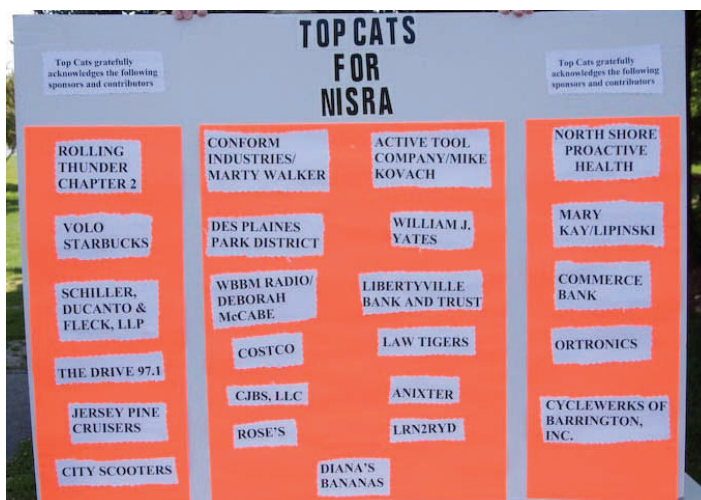 TOP CATS
FOR
NISRA
Top Cats gratefully
acknowledges the following
sponsors and contributors
Top Cats gratefully
acknowledges the following
sponsors and contributors
ROLLING
THUNDER
CHAPTER 2
VOLO
STARBUCKS
SCHILLER,
DUCANTO &
FLECK, LLP
THE DRIVE 97.1
JERSEY PINE
CRUISERS
CITY SCOOTERS
CONFORM
INDUSTRIES/
MARTY WALKER
DES PLAINES
PARK DISTRICT
WBBM RADIO/
DEBORAH
McCABE
COSTCO
CJBS, LLC
ROSE'S
ACTIVE TOOL
COMPANY/MIKE
KOVACH
WILLIAM J.
YATES
LIBERTYVILLE
BANK AND TRUST
LAW TIGERS
ANIXTER
LRN2RYD
DIANA'S
BANANAS
NORTH SHORE
PROACTIVE
HEALTH
MARY
KAY/LIPINSKI
COMMERCE
BANK
ORTRONICS
CYCLEWERKS OF
BARRINGTON,
INC.